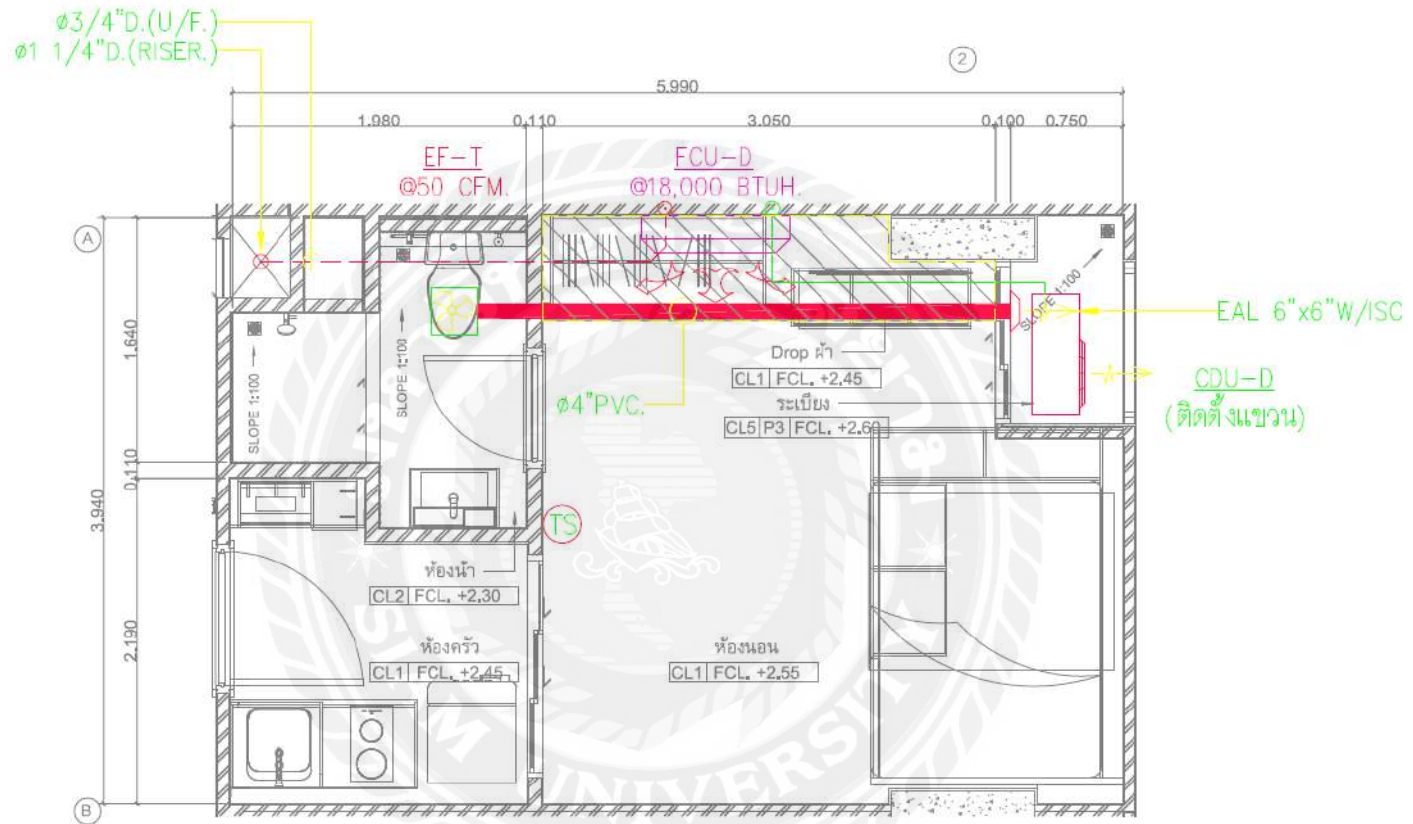 ø3/4"D.(U/F.)
ø1 1/4"D.(RISER.)
2
5.990
1.980
0.110
3.050
0.100
0.750
EF-T
@50 CFM.
FCU-D
@18,000 BTUH.
A
SLOPE 1:100
1.640
SLOPE 1:100
SLOPE 1:100
EAL 6"x6"W/ISC
Drop ผ้า
CL1 FCL. +2.45
CDU-D
(ติดตั้งแขวน)
ø4"PVC.
ระเบียง
CL5 P3 FCL. +2.60
0.110
3.940
TS
ห้องน้ำ
CL2 FCL. +2.30
2.190
ห้องครัว
CL1 FCL. +2.45
ห้องนอน
CL1 FCL. +2.55
SIAM UNIVERSITY
B